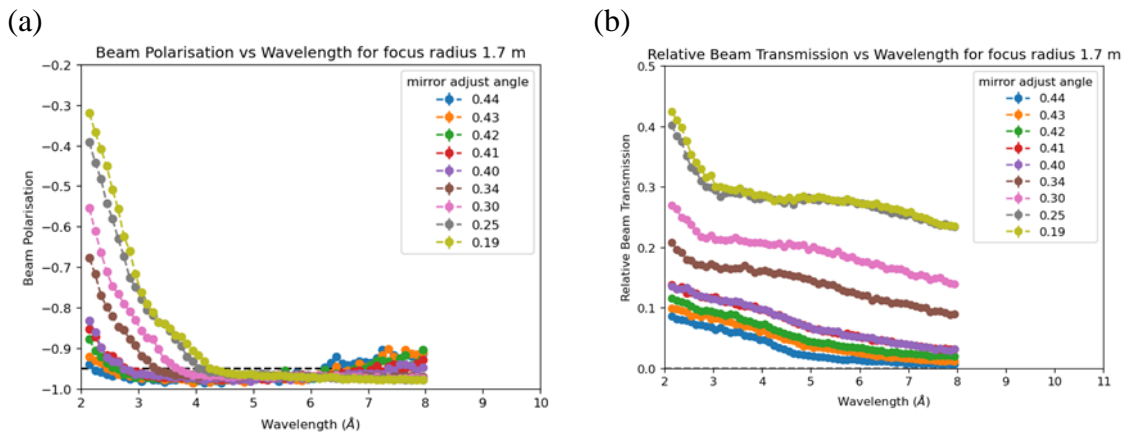 (a)
Beam Polarisation vs Wavelength for focus radius 1.7 m
Beam Polarisation
−0.2
−0.3
−0.4
−0.5
−0.6
−0.7
−0.8
−0.9
−1.0
mirror adjust angle
0.44
0.43
0.42
0.41
0.40
0.34
0.30
0.25
0.19
2 3 4 5 6 7 8 9 10
Wavelength (Å)
(b)
Relative Beam Transmission vs Wavelength for focus radius 1.7 m
Relative Beam Transmission
0.5
0.4
0.3
0.2
0.1
0.0
mirror adjust angle
0.44
0.43
0.42
0.41
0.40
0.34
0.30
0.25
0.19
2 3 4 5 6 7 8 9 10 11
Wavelength (Å)